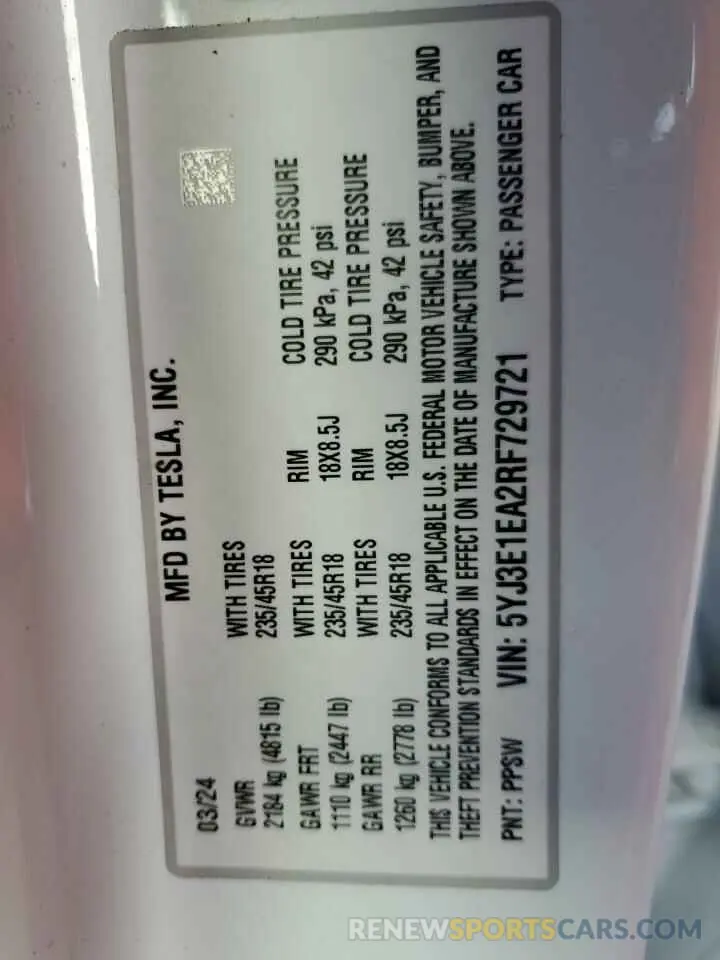 MFD BY TESLA, INC.
03/24
GVWR WITH TIRES
2184 kg (4815 lb) 235/45R18
GAWR FRT WITH TIRES RIM COLD TIRE PRESSURE
1110 kg (2447 lb) 235/45R18 18X8.5J 290 kPa, 42 psi
GAWR RR WITH TIRES RIM COLD TIRE PRESSURE
1260 kg (2778 lb) 235/45R18 18X8.5J 290 kPa, 42 psi
THIS VEHICLE CONFORMS TO ALL APPLICABLE U.S. FEDERAL MOTOR VEHICLE SAFETY, BUMPER, AND
THEFT PREVENTION STANDARDS IN EFFECT ON THE DATE OF MANUFACTURE SHOWN ABOVE.
PNT: PPSW VIN: 5YJ3E1EA2RF729721 TYPE: PASSENGER CAR
RENEWSPORTSCARS.COM